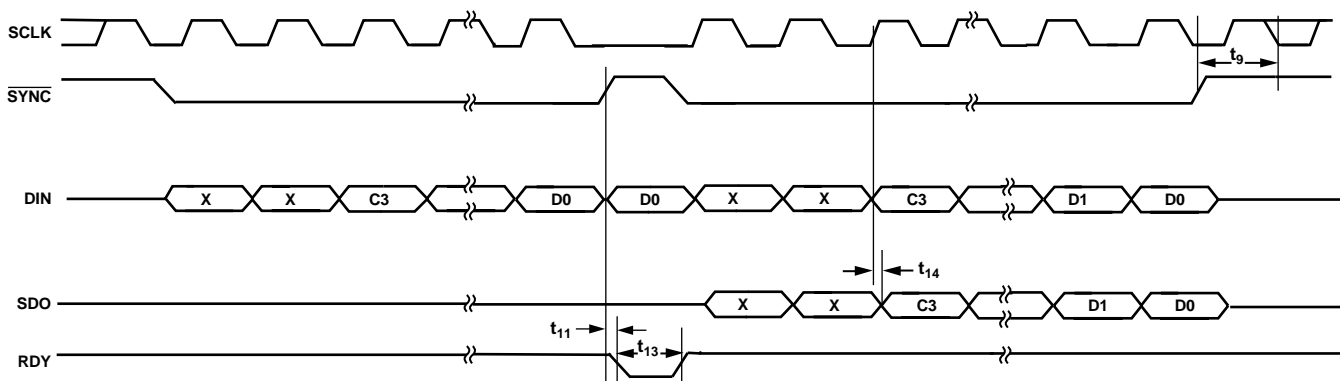 SCLK
t9
SYNC
DIN X X C3 D0 D0 X X C3 D1 D0
t14
SDO X X C3 D1 D0
t11 t13
RDY